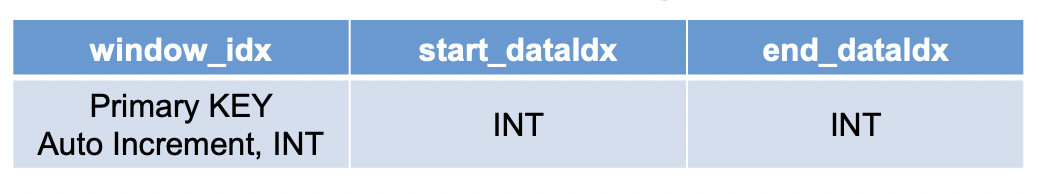 window_idx start_dataIdx end_dataIdx
Primary KEY
Auto Increment, INT
INT
INT